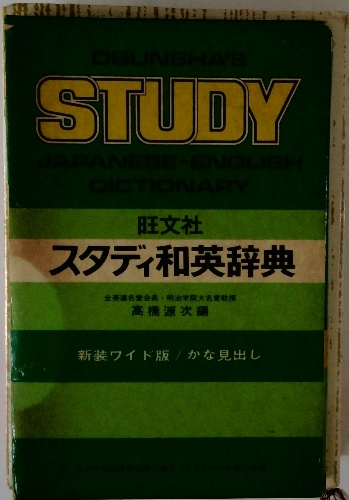 OBUNSHA'S
STUDY
JAPANESE-ENGLISH
DICTIONARY
旺文社
スタディ和英辞典
全英連名誉会長・明治学院大名誉教授
高橋源次編
新装ワイド版/かな見出し